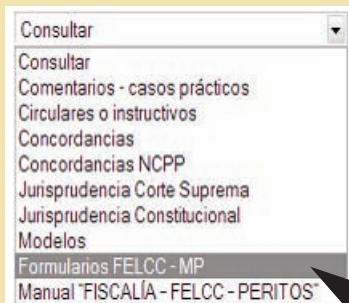 Consultar
Consultar
Comentarios - casos prácticos
Circulares o instructivos
Concordancias
Concordancias NCPP
Jurisprudencia Corte Suprema
Jurisprudencia Constitucional
Modelos
Formularios FELCC - MP
Manual "FISCALÍA - FELCC - PERITOS"